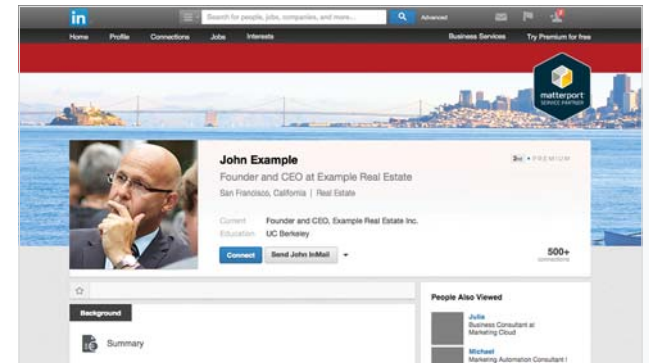 in
Search for people, jobs, companies, and more...
Advanced
Home Profile Connections Jobs Interests
Business Services Try Premium for free
matterport
SERVICE PARTNER
John Example
PREMIUM
Founder and CEO at Example Real Estate
San Francisco, California | Real Estate
Current Founder and CEO, Example Real Estate Inc.
Education UC Berkeley
Connect Send John InMail
500+
connections
People Also Viewed
Background
Julia
Business Consultant at
Marketing Cloud
Summary
Michael
Marketing Automation Consultant |